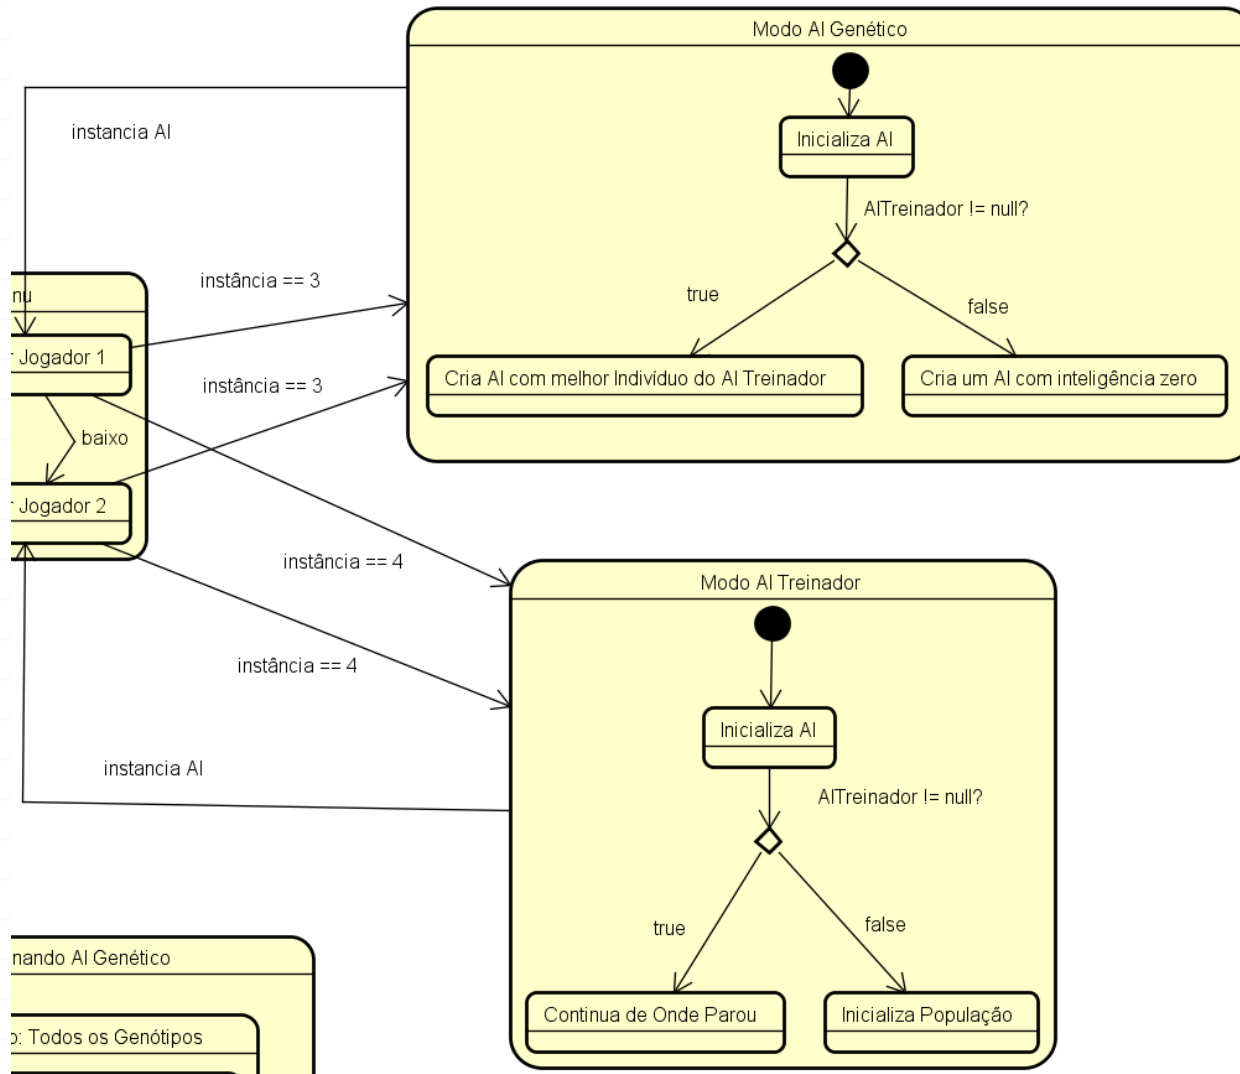 Modo AI Genético
Inicializa AI
AITreinador != null?
true
false
Cria AI com melhor Indivíduo do AI Treinador
Cria um AI com inteligência zero
instancia AI
instância == 3
nu
r Jogador 1
instância == 3
baixo
r Jogador 2
instância == 4
instância == 4
instancia AI
Modo AI Treinador
Inicializa AI
AITreinador != null?
true
false
Continua de Onde Parou
Inicializa População
nando AI Genético
o: Todos os Genótipos